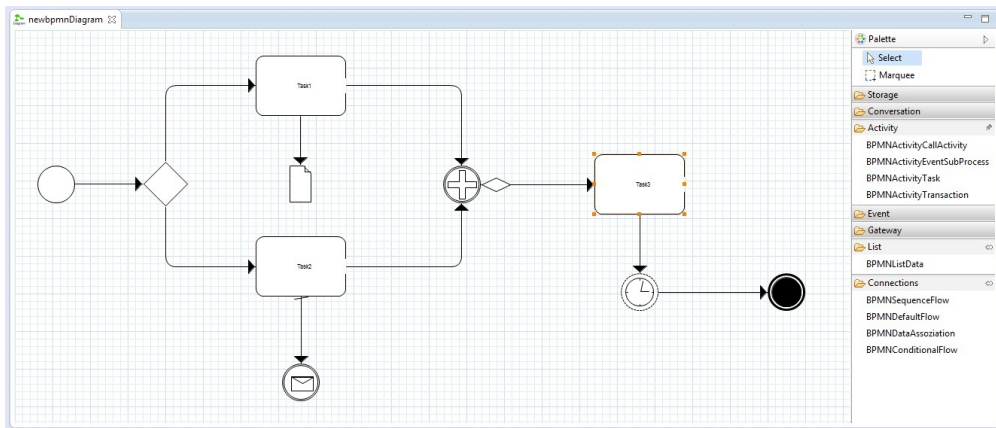 newbpmnDiagram
Diagram
Palette
Select
Marquee
Storage
Conversation
Activity
BPMNActivityCallActivity
BPMNActivityEventSubProcess
BPMNActivityTask
BPMNActivityTransaction
Event
Gateway
List
BPMNListData
Connections
BPMNSequenceFlow
BPMNDefaultFlow
BPMNDataAssoziation
BPMNConditionalFlow
Task1
Task2
Task3